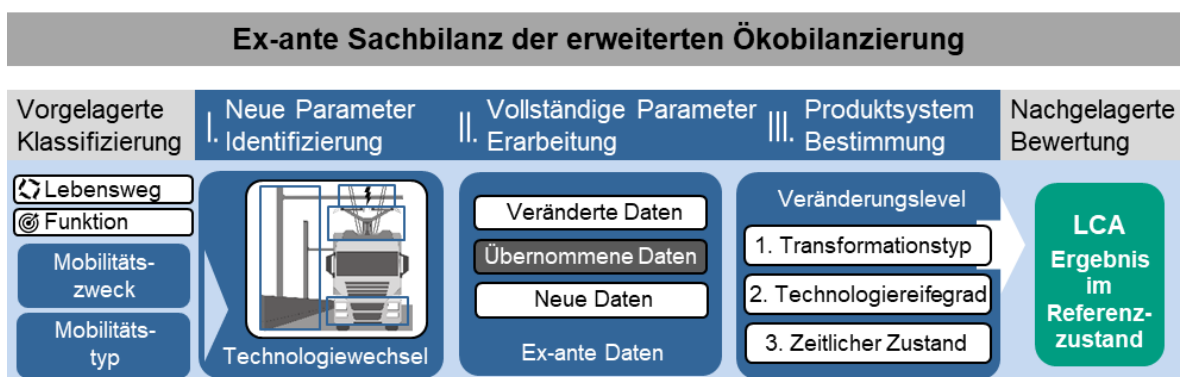 Ex-ante Sachbilanz der erweiterten Ökobilanzierung
Vorgelagerte
Klassifizierung
I. Neue Parameter
Identifizierung
II. Vollständige Parameter
Erarbeitung
III. Produktsystem
Bestimmung
Nachgelagerte
Bewertung
Lebensweg
Funktion
Mobilitäts-
zweck
Mobilitäts-
typ
Technologiewechsel
Veränderte Daten
Übernommene Daten
Neue Daten
Ex-ante Daten
Veränderungslevel
1. Transformationstyp
2. Technologiereifegrad
3. Zeitlicher Zustand
LCA
Ergebnis
im
Referenz-
zustand